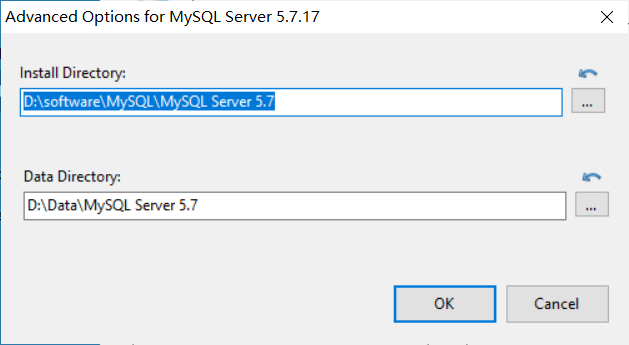 Advanced Options for MySQL Server 5.7.17
Install Directory:
D:\software\MySQL\MySQL Server 5.7
...
Data Directory:
D:\Data\MySQL Server 5.7
...
OK
Cancel